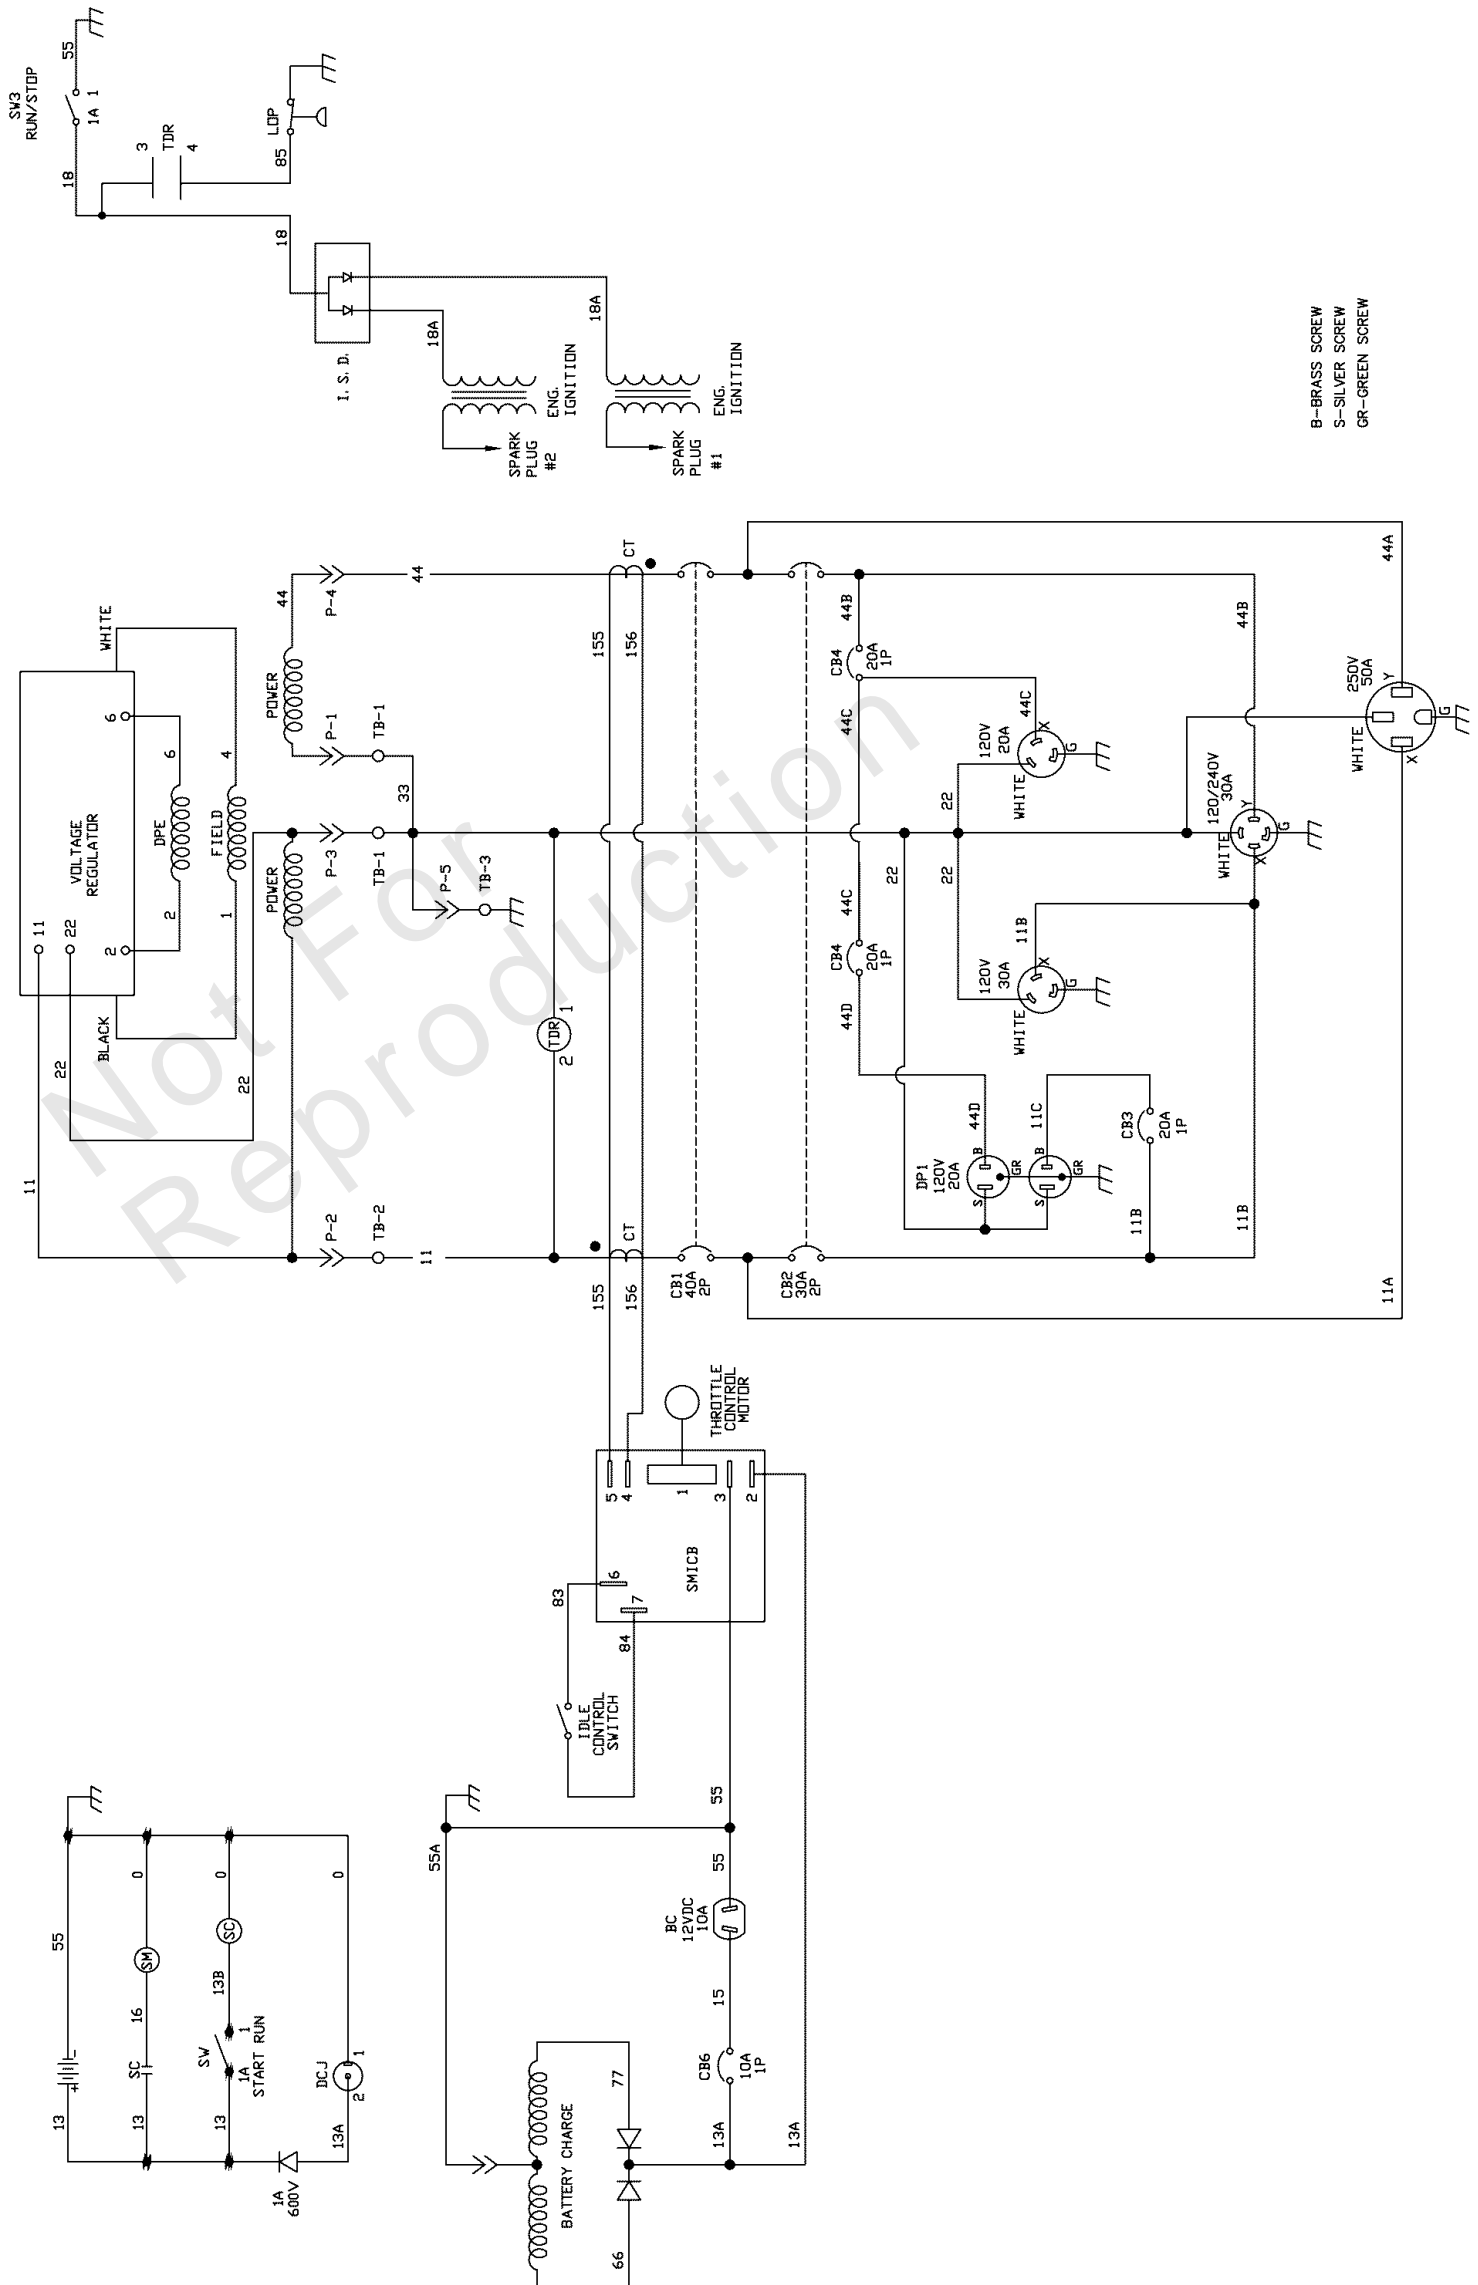 SW3
RUN/STOP
55
1A 1
18
3
TDR
4
LOP
85
18
I. S. D.
18A
18A
ENG.
IGNITION
SPARK
PLUG
#2
ENG.
IGNITION
SPARK
PLUG
#1
B-BRASS SCREW
S-SILVER SCREW
GR-GREEN SCREW
VOLTAGE
REGULATOR
11
22
2
6
WHITE
BLACK
2
DPE
6
1
FIELD
4
11
22
22
POWER
POWER
44
P-4
P-1
P-3
P-2
TB-1
TB-1
TB-2
33
44
11
P-5
TB-3
TDR
1
2
155
156
CT
155
156
CT
CB1
40A
2P
CB2
30A
2P
44B
CB4
20A
1P
44C
44C
44C
CB4
20A
1P
44D
44D
120V
20A
WHITE
X
G
22
22
22
120V
30A
WHITE
X
G
11B
DP1
120V
20A
S
B
GR
S
B
GR
11C
CB3
20A
1P
11B
11B
44B
120/240V
30A
WHITE
X
Y
G
250V
50A
WHITE
X
Y
G
44A
11A
THROTTLE
CONTROL
MOTOR
SMICB
5
4
1
3
2
6
7
83
84
IDLE
CONTROL
SWITCH
55
13
+
-
SC
13
16
SM
0
SW
13
1A
1
START RUN
13B
SC
0
DCJ
2
1
13A
0
1A
600V
55A
BATTERY CHARGE
66
77
CB6
10A
1P
13A
13A
15
BC
12VDC
10A
55
55
Not For
Reproduction